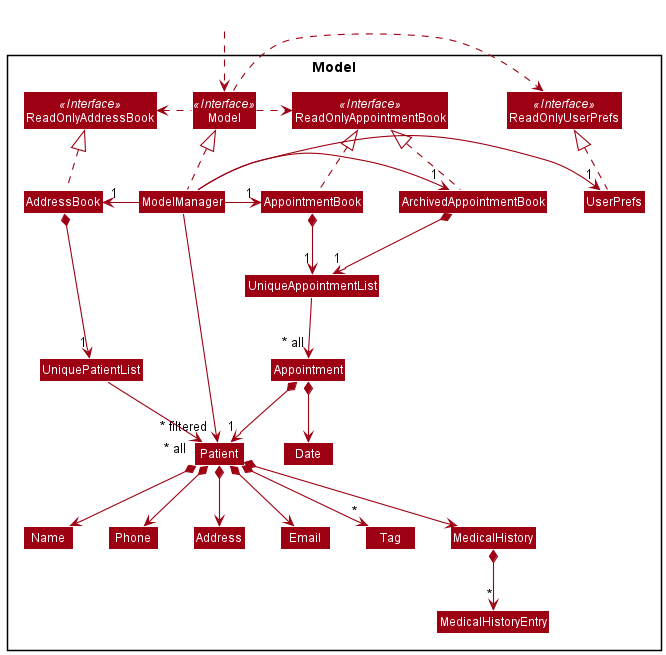 Model
«Interface»
ReadOnlyAddressBook
«Interface»
Model
«Interface»
ReadOnlyAppointmentBook
«Interface»
ReadOnlyUserPrefs
1
1
1
1
AddressBook
ModelManager
AppointmentBook
ArchivedAppointmentBook
UserPrefs
1
1
UniqueAppointmentList
1
* all
UniquePatientList
Appointment
* filtered
1
* all
Patient
Date
*
Name
Phone
Address
Email
Tag
MedicalHistory
*
MedicalHistoryEntry